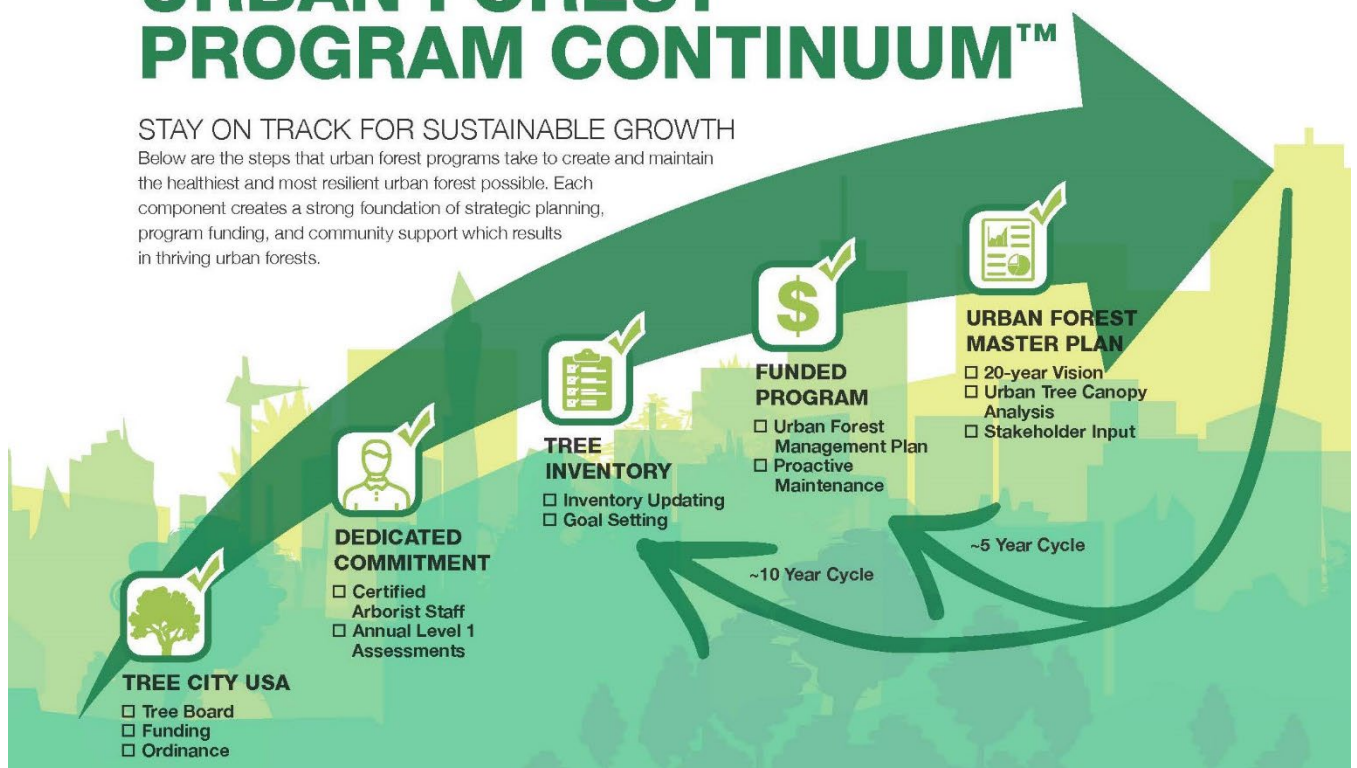 URBAN FOREST
PROGRAM CONTINUUM™
STAY ON TRACK FOR SUSTAINABLE GROWTH
Below are the steps that urban forest programs take to create and maintain
the healthiest and most resilient urban forest possible. Each
component creates a strong foundation of strategic planning,
program funding, and community support which results
in thriving urban forests.
TREE CITY USA
☐ Tree Board
☐ Funding
☐ Ordinance
DEDICATED
COMMITMENT
☐ Certified
Arborist Staff
☐ Annual Level 1
Assessments
TREE
INVENTORY
☐ Inventory Updating
☐ Goal Setting
$
FUNDED
PROGRAM
☐ Urban Forest
Management Plan
☐ Proactive
Maintenance
URBAN FOREST
MASTER PLAN
☐ 20-year Vision
☐ Urban Tree Canopy
Analysis
☐ Stakeholder Input
~5 Year Cycle
~10 Year Cycle